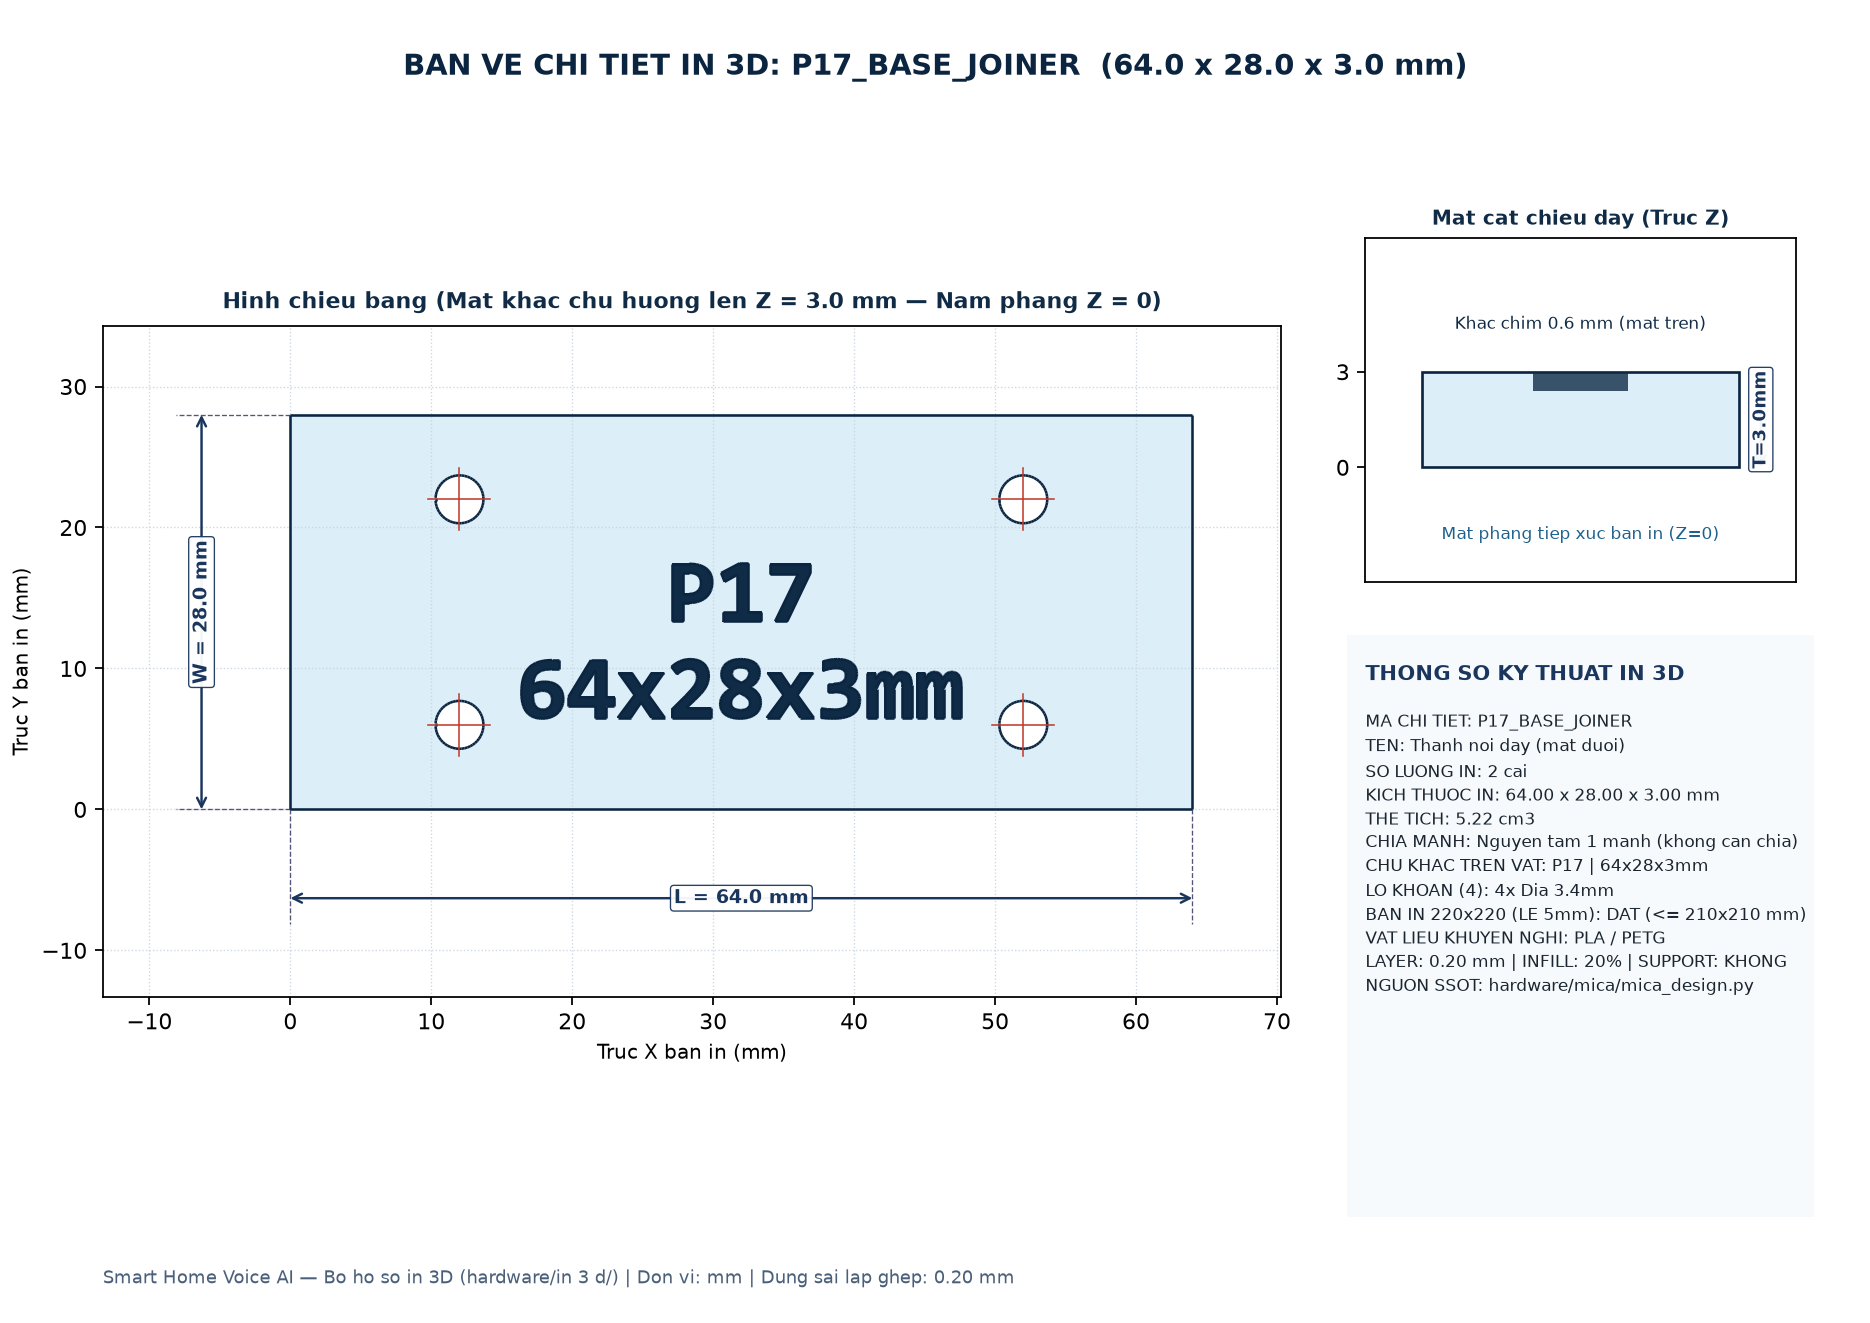 BAN VE CHI TIET IN 3D: P17_BASE_JOINER (64.0 x 28.0 x 3.0 mm)
Hinh chieu bang (Mat khac chu huong len Z = 3.0 mm — Nam phang Z = 0)
30
20
10
0
−10
Truc Y ban in (mm)
W = 28.0 mm
P17
64x28x3mm
L = 64.0 mm
−10
0
10
20
30
40
50
60
70
Truc X ban in (mm)
Mat cat chieu day (Truc Z)
Khac chim 0.6 mm (mat tren)
3
0
T=3.0mm
Mat phang tiep xuc ban in (Z=0)
THONG SO KY THUAT IN 3D
MA CHI TIET: P17_BASE_JOINER
TEN: Thanh noi day (mat duoi)
SO LUONG IN: 2 cai
KICH THUOC IN: 64.00 x 28.00 x 3.00 mm
THE TICH: 5.22 cm3
CHIA MANH: Nguyen tam 1 manh (khong can chia)
CHU KHAC TREN VAT: P17 | 64x28x3mm
LO KHOAN (4): 4x Dia 3.4mm
BAN IN 220x220 (LE 5mm): DAT (<= 210x210 mm)
VAT LIEU KHUYEN NGHI: PLA / PETG
LAYER: 0.20 mm | INFILL: 20% | SUPPORT: KHONG
NGUON SSOT: hardware/mica/mica_design.py
Smart Home Voice AI — Bo ho so in 3D (hardware/in 3 d/) | Don vi: mm | Dung sai lap ghep: 0.20 mm